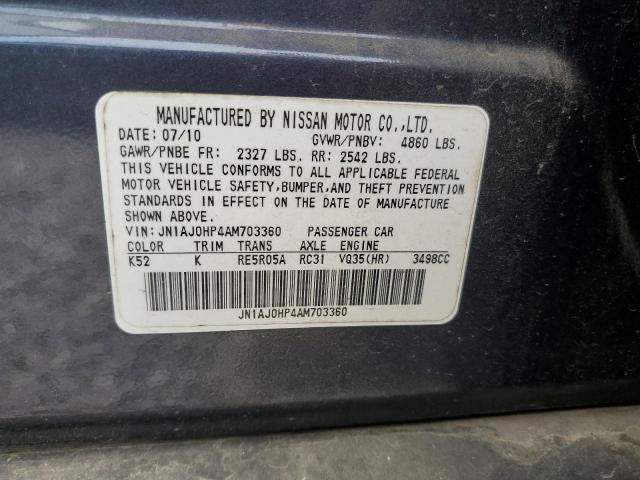 MANUFACTURED BY NISSAN MOTOR CO.,LTD.
DATE: 07/10 GVWR/PNBV: 4860 LBS.
GAWR/PNBE FR: 2327 LBS. RR: 2542 LBS.
THIS VEHICLE CONFORMS TO ALL APPLICABLE FEDERAL
MOTOR VEHICLE SAFETY,BUMPER,AND THEFT PREVENTION
STANDARDS IN EFFECT ON THE DATE OF MANUFACTURE
SHOWN ABOVE.
VIN: JN1AJ0HP4AM703360 PASSENGER CAR
COLOR TRIM TRANS AXLE ENGINE
K52 K RE5R05A RC31 VQ35(HR) 3498CC
JN1AJ0HP4AM703360